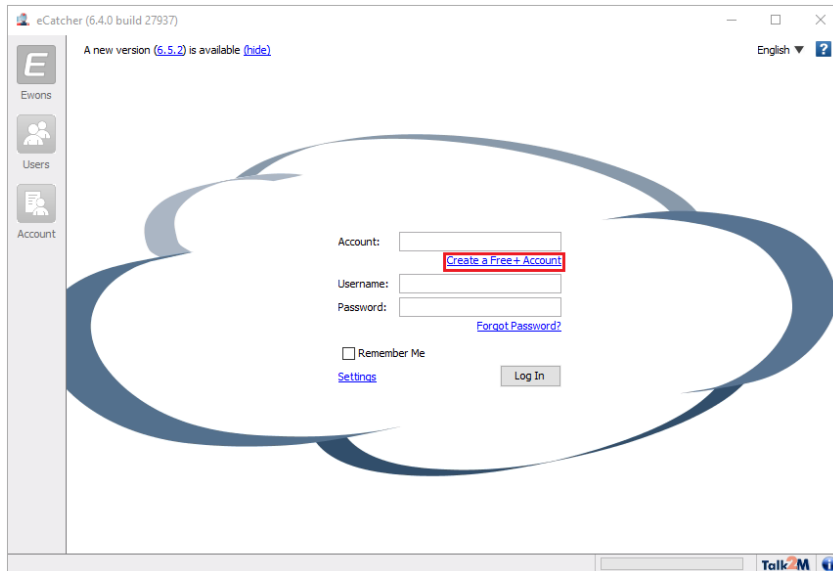 eCatcher (6.4.0 build 27937)
A new version (6.5.2) is available (hide)
English
?
Ewons
Users
Account
Account:
Create a Free+ Account
Username:
Password:
Forgot Password?
Remember Me
Settings
Log In
Talk2M